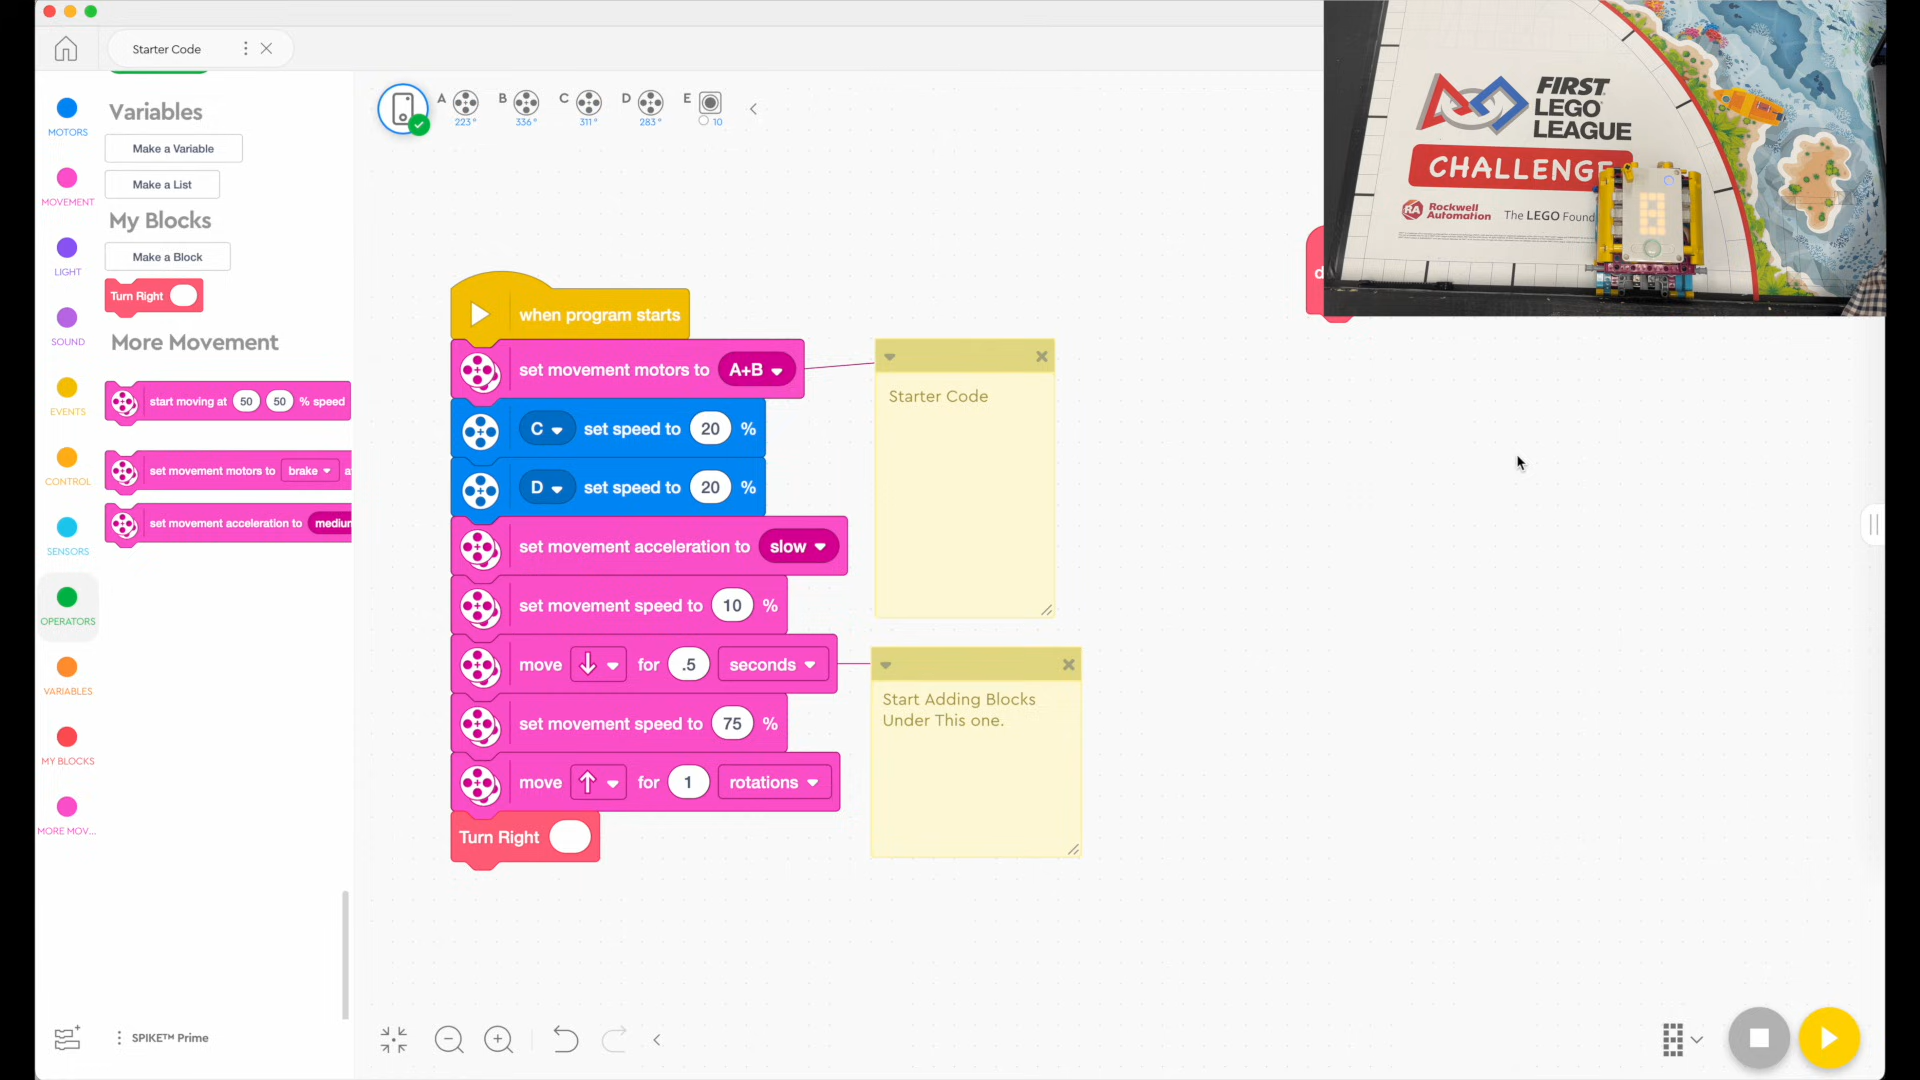 Starter Code
MOTORS
MOVEMENT
LIGHT
SOUND
EVENTS
CONTROL
SENSORS
OPERATORS
VARIABLES
MY BLOCKS
MORE MOV...
Variables
Make a Variable
Make a List
My Blocks
Make a Block
Turn Right
More Movement
start moving at 50 50 % speed
set movement motors to brake
set movement acceleration to
SPIKE™ Prime
A 223° B 336° C 311° D 283° E 10
when program starts
set movement motors to A+B
C set speed to 20 %
D set speed to 20 %
set movement acceleration to slow
set movement speed to 10 %
move for .5 seconds
set movement speed to 75 %
move for 1 rotations
Turn Right
Starter Code
Start Adding Blocks
Under This one.
FIRST
LEGO
LEAGUE
CHALLENGE
RA Rockwell
Automation
The LEGO Found